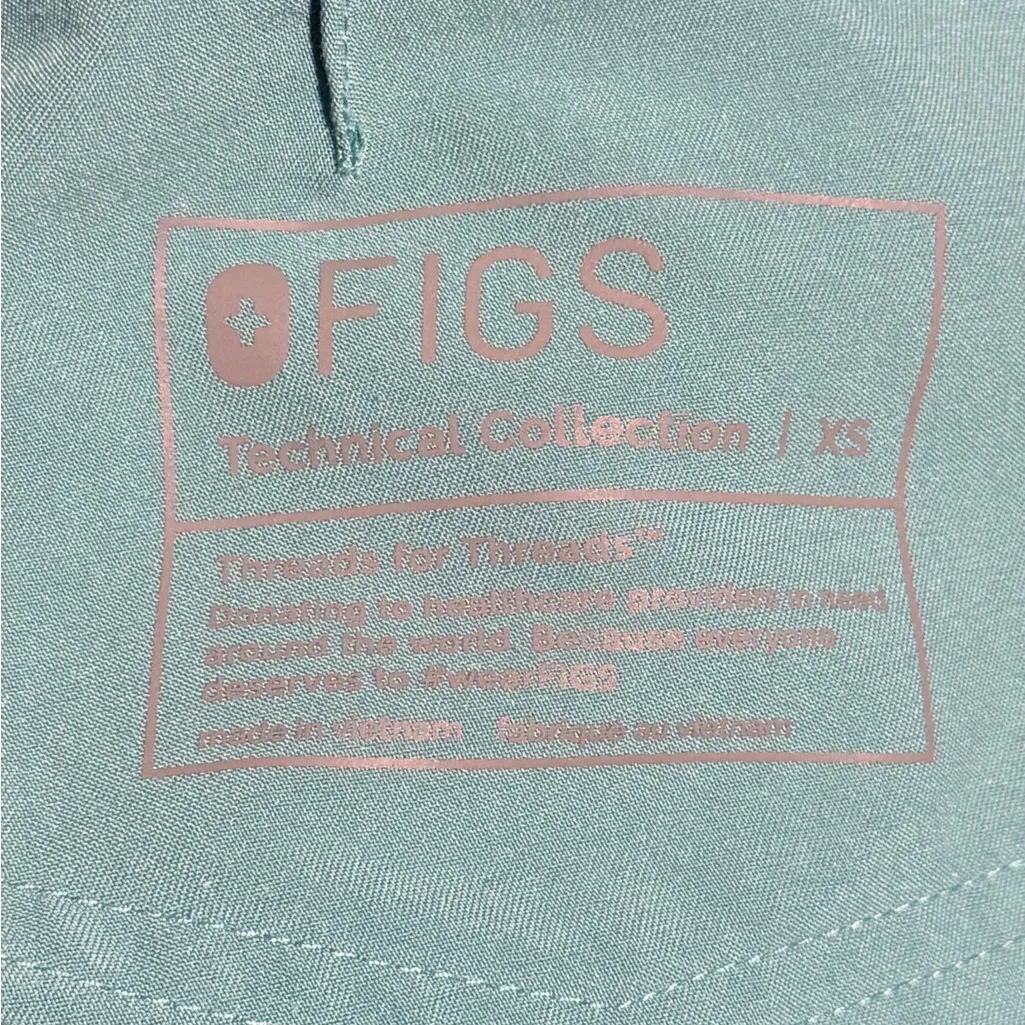 FIGS
Technical Collection / XS
Threads for Threads™
Donating to healthcare providers in need
around the world. Because everyone
deserves to #wearFIGS
made in vietnam fabrique au vietnam